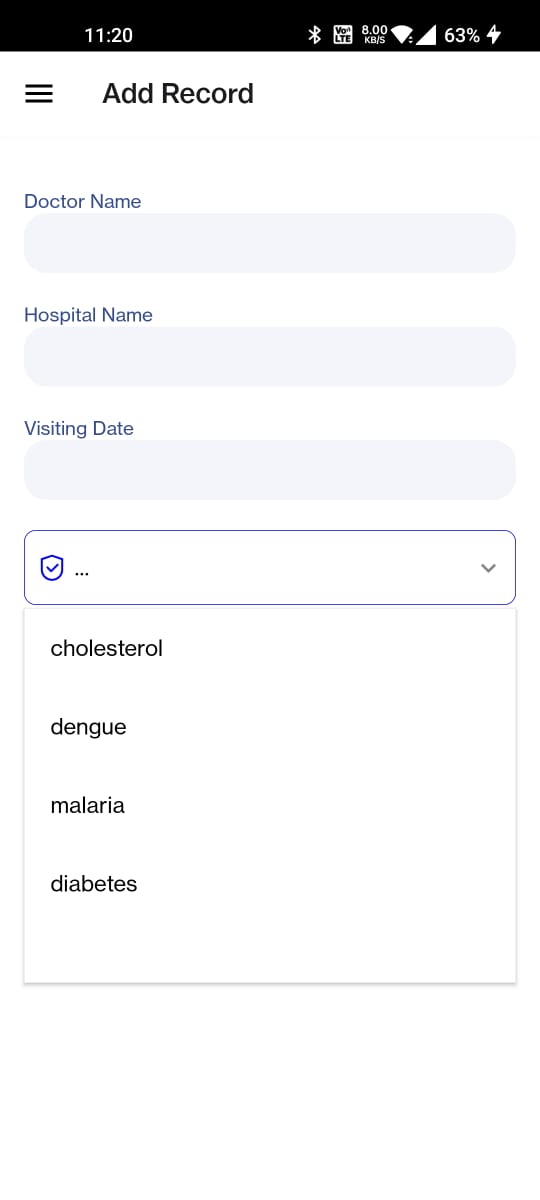 11:20 Vo)) LTE 8.00 KB/S 63%
Add Record
Doctor Name
Hospital Name
Visiting Date
...
cholesterol
dengue
malaria
diabetes